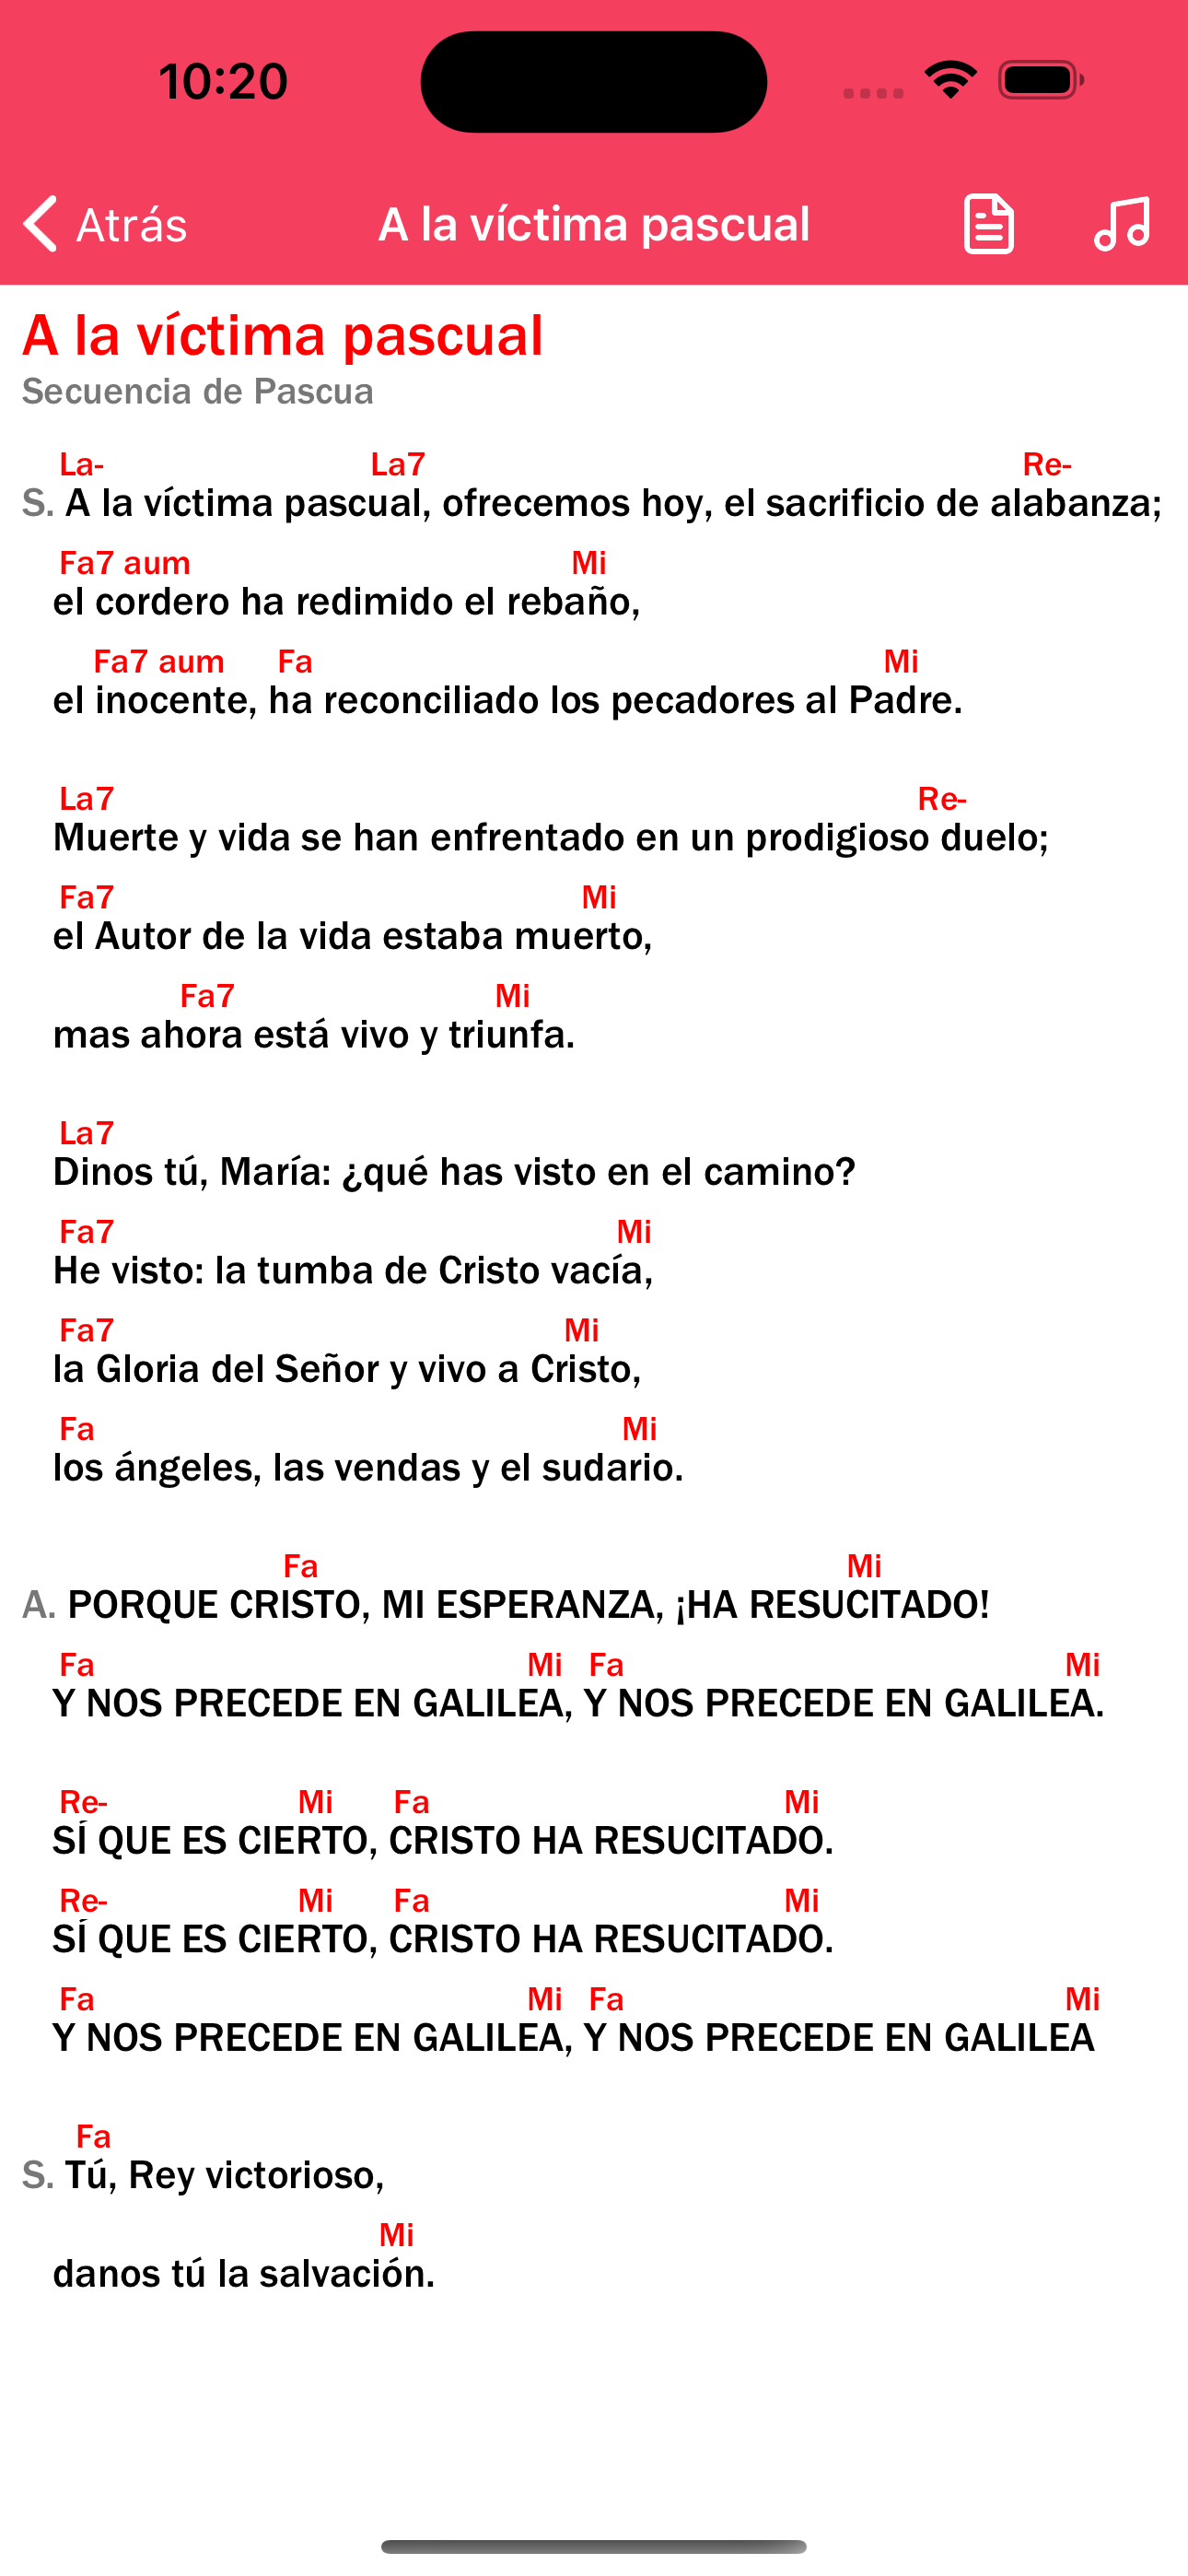 10:20
Atrás
A la víctima pascual
A la víctima pascual
Secuencia de Pascua
La- La7 Re-
S. A la víctima pascual, ofrecemos hoy, el sacrificio de alabanza;
Fa7 aum Mi
el cordero ha redimido el rebaño,
Fa7 aum Fa Mi
el inocente, ha reconciliado los pecadores al Padre.
La7 Re-
Muerte y vida se han enfrentado en un prodigioso duelo;
Fa7 Mi
el Autor de la vida estaba muerto,
Fa7 Mi
mas ahora está vivo y triunfa.
La7
Dinos tú, María: ¿qué has visto en el camino?
Fa7 Mi
He visto: la tumba de Cristo vacía,
Fa7 Mi
la Gloria del Señor y vivo a Cristo,
Fa Mi
los ángeles, las vendas y el sudario.
Fa Mi
A. PORQUE CRISTO, MI ESPERANZA, ¡HA RESUCITADO!
Fa Mi Fa Mi
Y NOS PRECEDE EN GALILEA, Y NOS PRECEDE EN GALILEA.
Re- Mi Fa Mi
SÍ QUE ES CIERTO, CRISTO HA RESUCITADO.
Re- Mi Fa Mi
SÍ QUE ES CIERTO, CRISTO HA RESUCITADO.
Fa Mi Fa Mi
Y NOS PRECEDE EN GALILEA, Y NOS PRECEDE EN GALILEA
Fa
S. Tú, Rey victorioso,
Mi
danos tú la salvación.